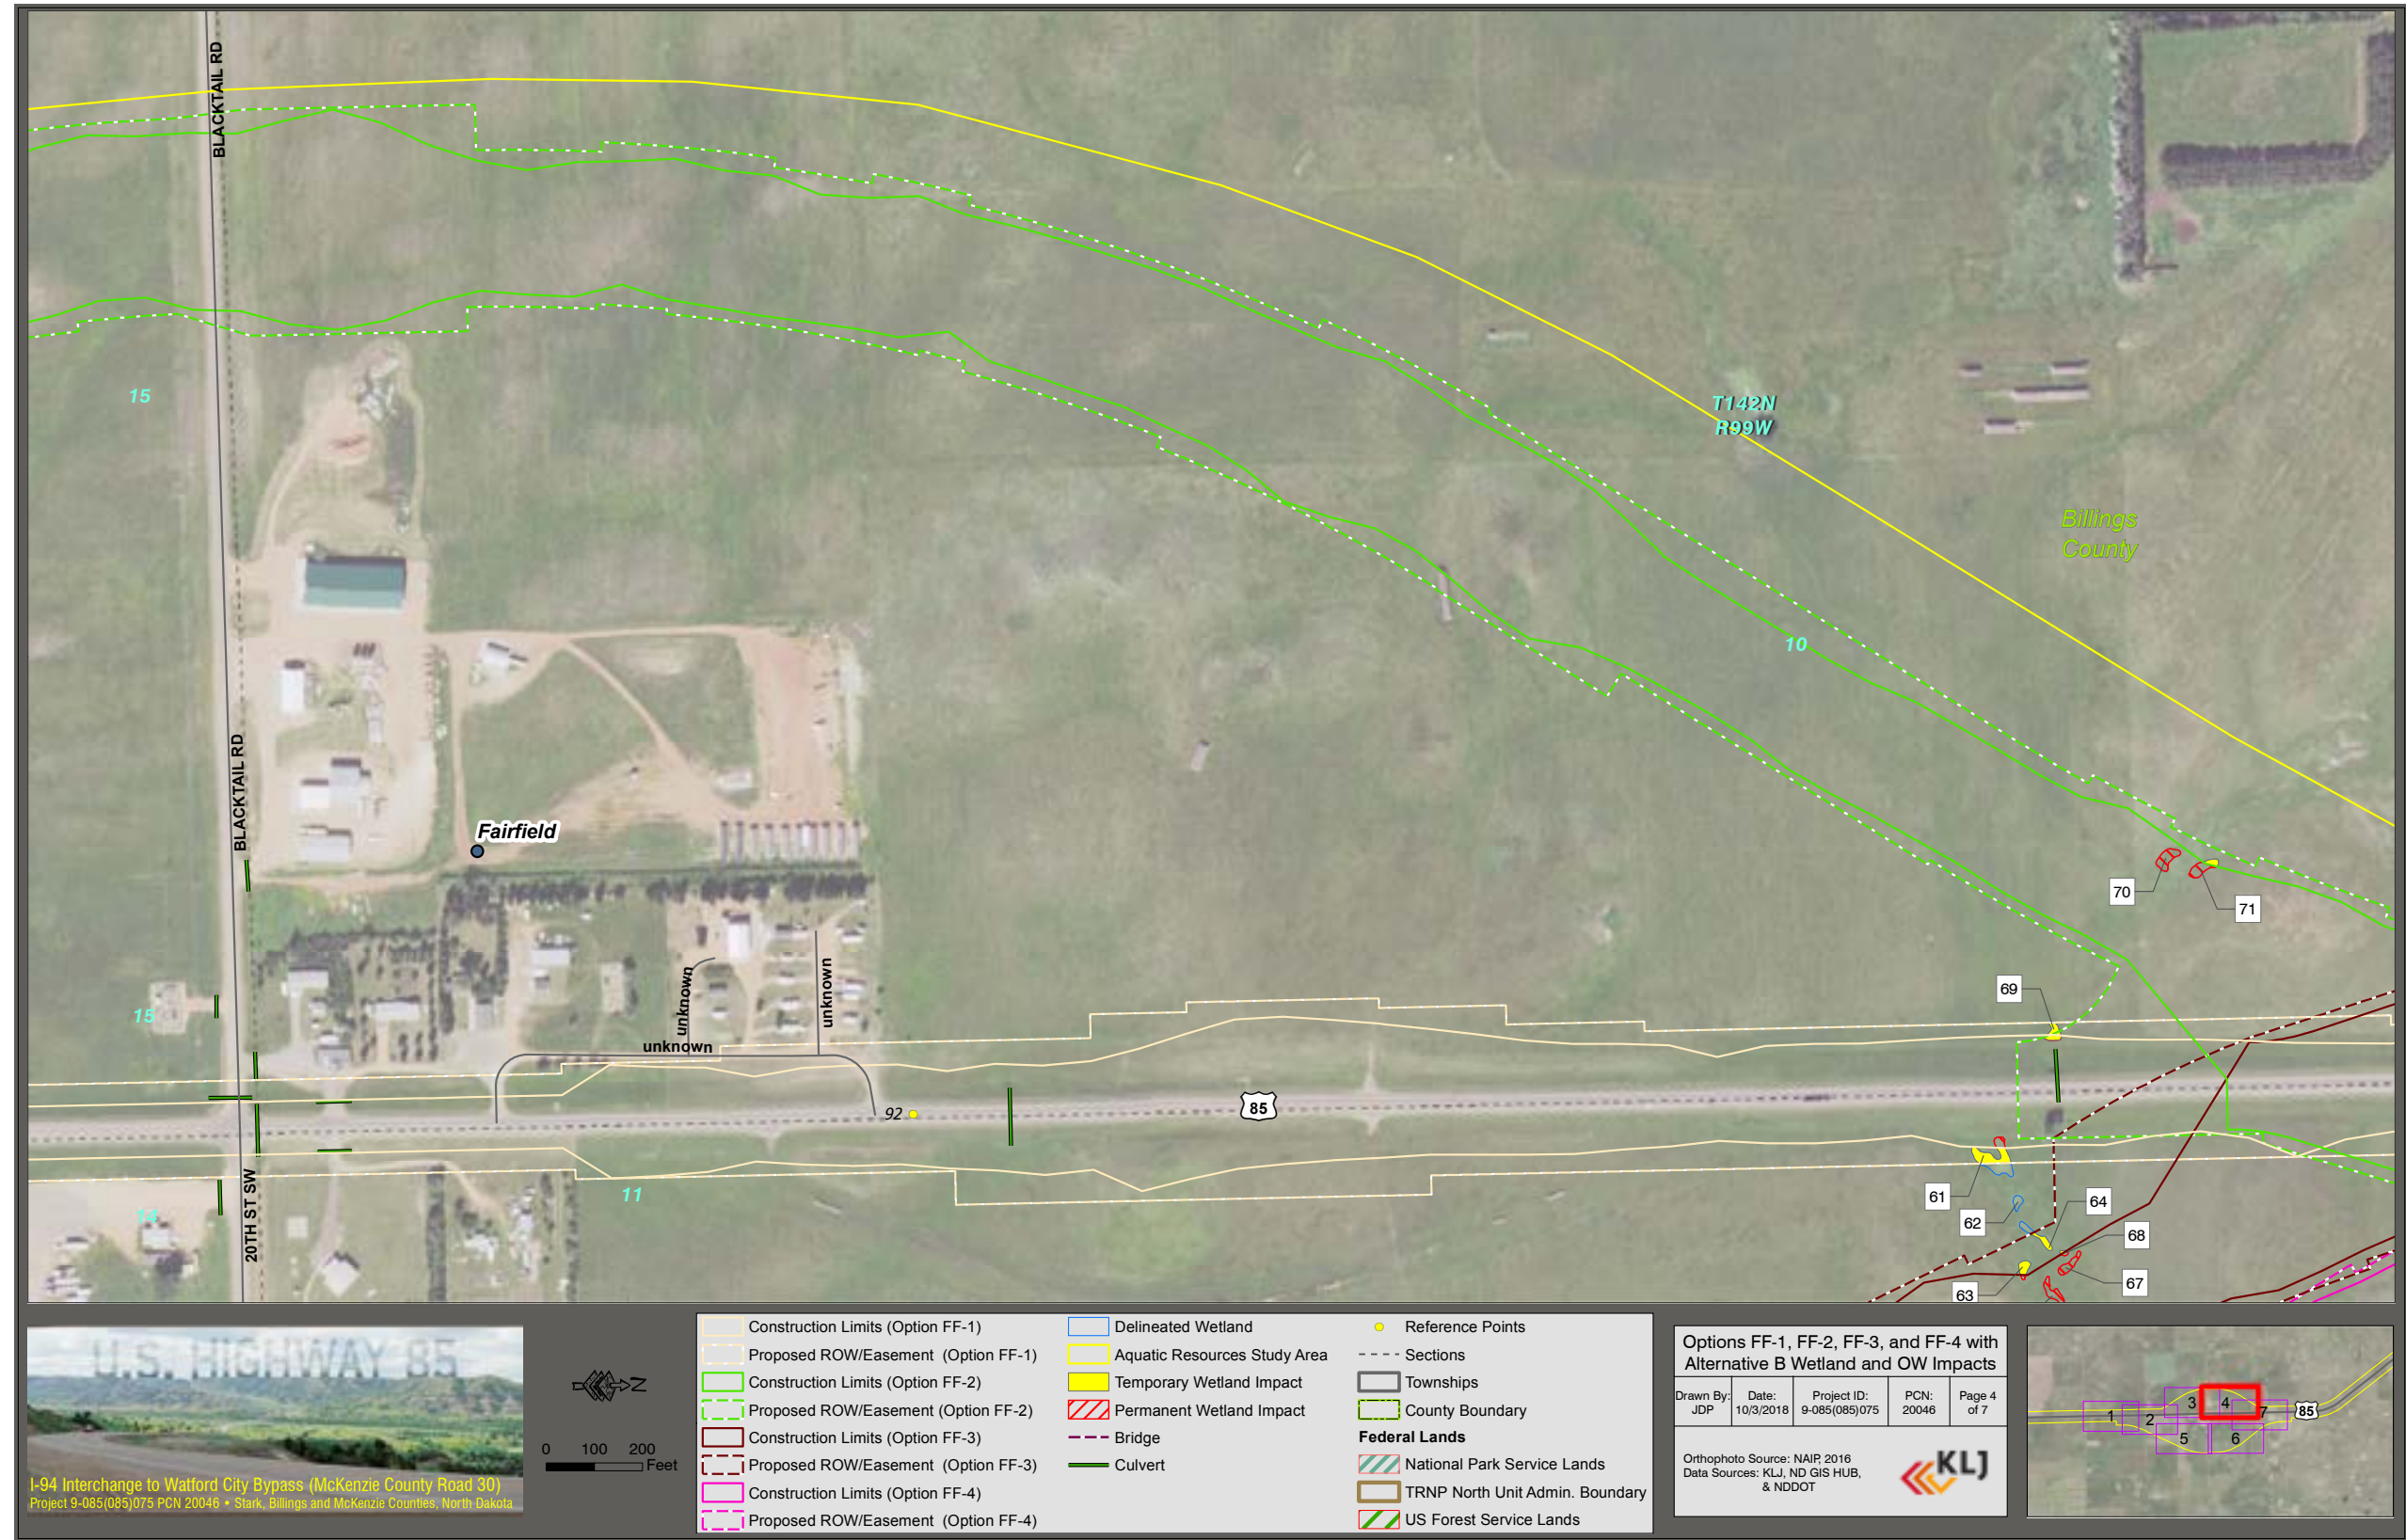 BLACKTAIL RD
15
T142N
R99W
Billings
County
10
BLACKTAIL RD
Fairfield
70
71
69
15
unknown
unknown
unknown
92
85
61
62
64
68
67
63
11
14
20TH ST SW
U.S. HIGHWAY 85
I-94 Interchange to Watford City Bypass (McKenzie County Road 30)
Project 9-085(085)075 PCN 20046 • Stark, Billings and McKenzie Counties, North Dakota
N
0 100 200
Feet
Construction Limits (Option FF-1)
Proposed ROW/Easement (Option FF-1)
Construction Limits (Option FF-2)
Proposed ROW/Easement (Option FF-2)
Construction Limits (Option FF-3)
Proposed ROW/Easement (Option FF-3)
Construction Limits (Option FF-4)
Proposed ROW/Easement (Option FF-4)
Delineated Wetland
Aquatic Resources Study Area
Temporary Wetland Impact
Permanent Wetland Impact
Bridge
Culvert
Reference Points
Sections
Townships
County Boundary
Federal Lands
National Park Service Lands
TRNP North Unit Admin. Boundary
US Forest Service Lands
Options FF-1, FF-2, FF-3, and FF-4 with
Alternative B Wetland and OW Impacts
Drawn By:
JDP
Date:
10/3/2018
Project ID:
9-085(085)075
PCN:
20046
Page 4
of 7
Orthophoto Source: NAIP, 2016
Data Sources: KLJ, ND GIS HUB,
& NDDOT
KLJ
1
2
3
4
5
6
7
85